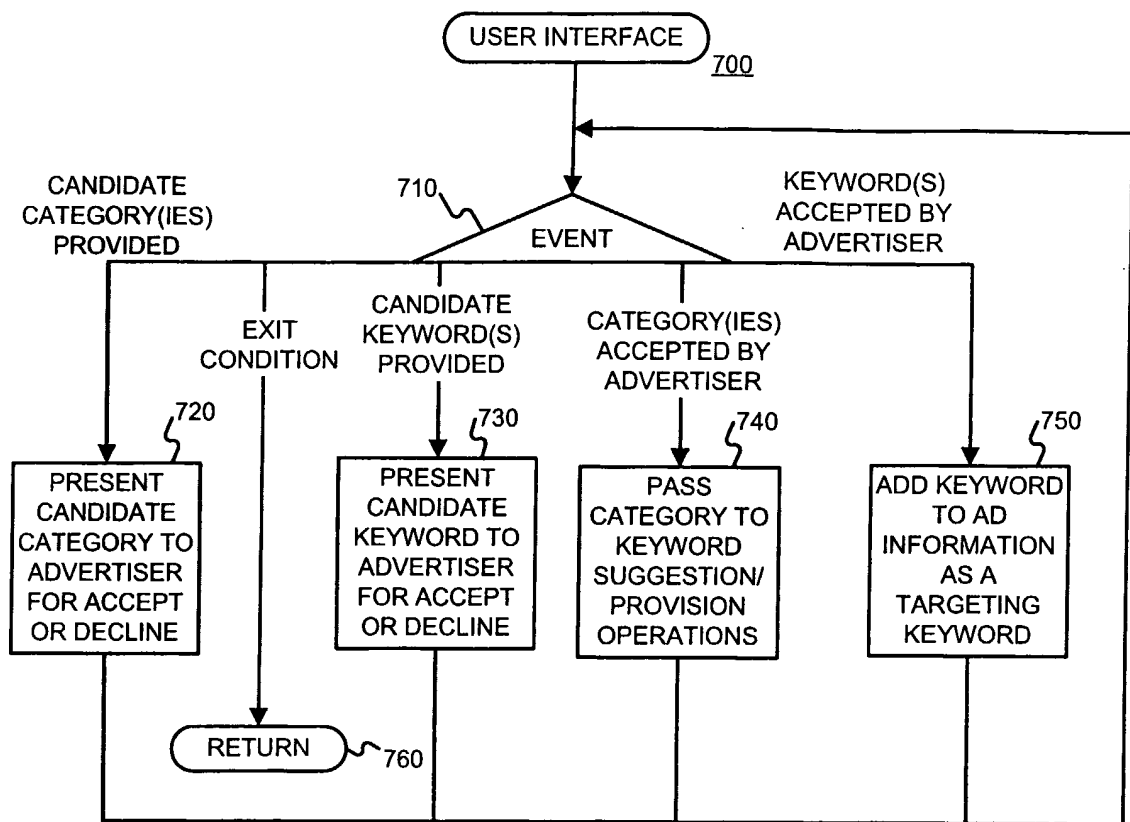 USER INTERFACE
700
CANDIDATE
CATEGORY(IES)
PROVIDED
710
EVENT
KEYWORD(S)
ACCEPTED BY
ADVERTISER
EXIT
CONDITION
CANDIDATE
KEYWORD(S)
PROVIDED
CATEGORY(IES)
ACCEPTED BY
ADVERTISER
720
PRESENT
CANDIDATE
CATEGORY TO
ADVERTISER
FOR ACCEPT
OR DECLINE
730
PRESENT
CANDIDATE
KEYWORD TO
ADVERTISER
FOR ACCEPT
OR DECLINE
740
PASS
CATEGORY TO
KEYWORD
SUGGESTION/
PROVISION
OPERATIONS
750
ADD KEYWORD
TO AD
INFORMATION
AS A
TARGETING
KEYWORD
RETURN
760